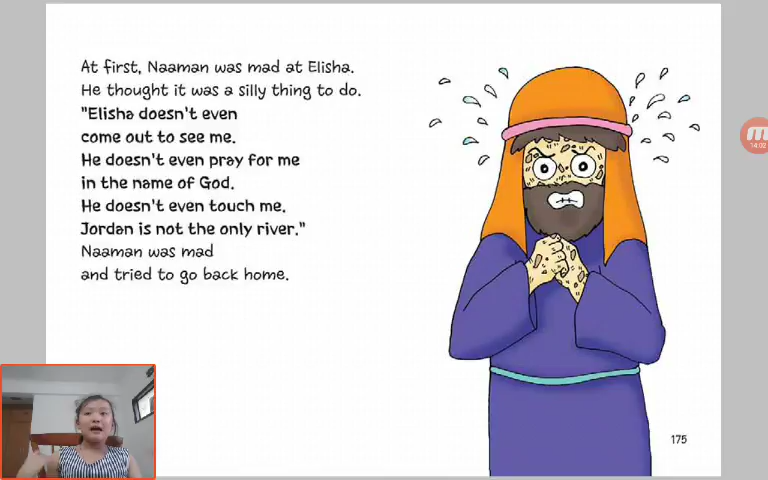 At first, Naaman was mad at Elisha.
He thought it was a silly thing to do.
"Elisha doesn't even
come out to see me.
He doesn't even pray for me
in the name of God.
He doesn't even touch me.
Jordan is not the only river."
Naaman was mad
and tried to go back home.
175
14:02